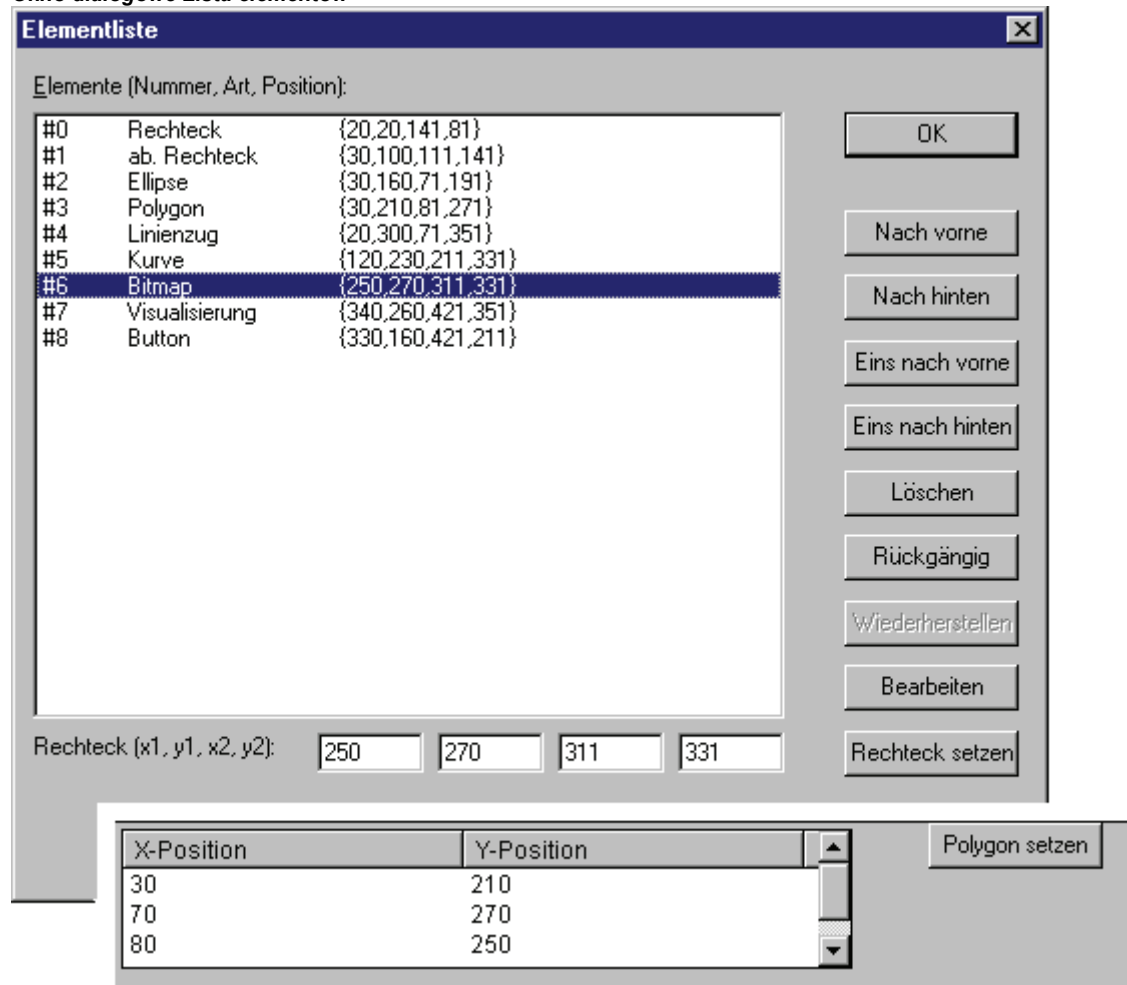 Elementliste
Elemente (Nummer, Art, Position):
#0 Rechteck {20,20,141,81}
#1 ab. Rechteck {30,100,111,141}
#2 Ellipse {30,160,71,191}
#3 Polygon {30,210,81,271}
#4 Linienzug {20,300,71,351}
#5 Kurve {120,230,211,331}
#6 Bitmap {250,270,311,331}
#7 Visualisierung {340,260,421,351}
#8 Button {330,160,421,211}
OK
Nach vorne
Nach hinten
Eins nach vorne
Eins nach hinten
Löschen
Rückgängig
Wiederherstellen
Bearbeiten
Rechteck (x1, y1, x2, y2): 250 270 311 331 Rechteck setzen
X-Position Y-Position
30 210
70 270
80 250
Polygon setzen